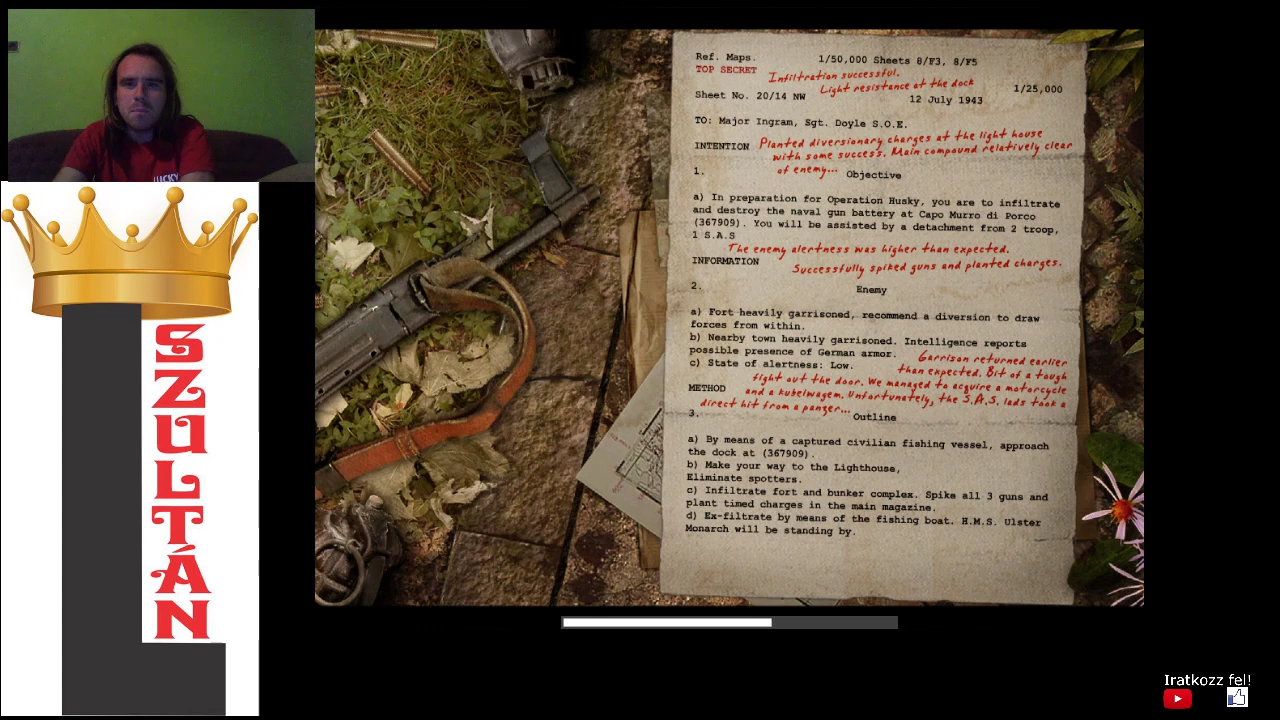 Ref. Maps. 1/50,000 Sheets 8/F3, 8/F5
TOP SECRET
Infiltration successful.
Light resistance at the dock
1/25,000
Sheet No. 20/14 NW 12 July 1943
TO: Major Ingram, Sgt. Doyle S.O.E.
INTENTION
Planted diversionary charges at the light house
with some success. Main compound relatively clear
of enemy...
1. Objective
a) In preparation for Operation Husky, you are to infiltrate
and destroy the naval gun battery at Capo Murro di Porco
(367909). You will be assisted by a detachment from 2 troop,
1 S.A.S
The enemy alertness was higher than expected.
INFORMATION
Successfully spiked guns and planted charges.
2. Enemy
a) Fort heavily garrisoned, recommend a diversion to draw
forces from within.
b) Nearby town heavily garrisoned. Intelligence reports
possible presence of German armor.
c) State of alertness: Low.
Garrison returned earlier
than expected. Bit of a tough
fight out the door. We managed to acquire a motorcycle
and a kubelwagem. Unfortunately, the S.A.S. lads took a
direct hit from a panzer...
METHOD
3. Outline
a) By means of a captured civilian fishing vessel, approach
the dock at (367909).
b) Make your way to the Lighthouse,
Eliminate spotters.
c) Infiltrate fort and bunker complex. Spike all 3 guns and
plant timed charges in the main magazine.
d) Ex-filtrate by means of the fishing boat. H.M.S. Ulster
Monarch will be standing by.
LUCKY
L
SZULTÁN
Iratkozz fel!